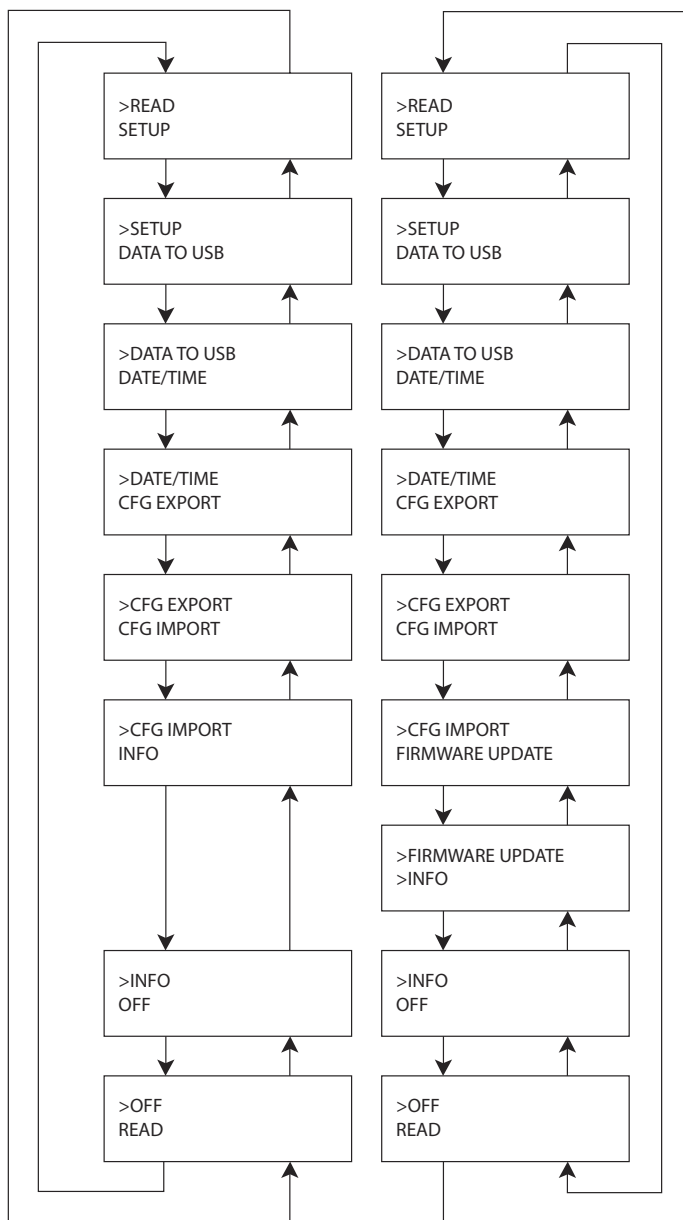 >READ
SETUP
>SETUP
DATA TO USB
>DATA TO USB
DATE/TIME
>DATE/TIME
CFG EXPORT
>CFG EXPORT
CFG IMPORT
>CFG IMPORT
INFO
>INFO
OFF
>OFF
READ
>READ
SETUP
>SETUP
DATA TO USB
>DATA TO USB
DATE/TIME
>DATE/TIME
CFG EXPORT
>CFG EXPORT
CFG IMPORT
>CFG IMPORT
FIRMWARE UPDATE
>FIRMWARE UPDATE
>INFO
>INFO
OFF
>OFF
READ